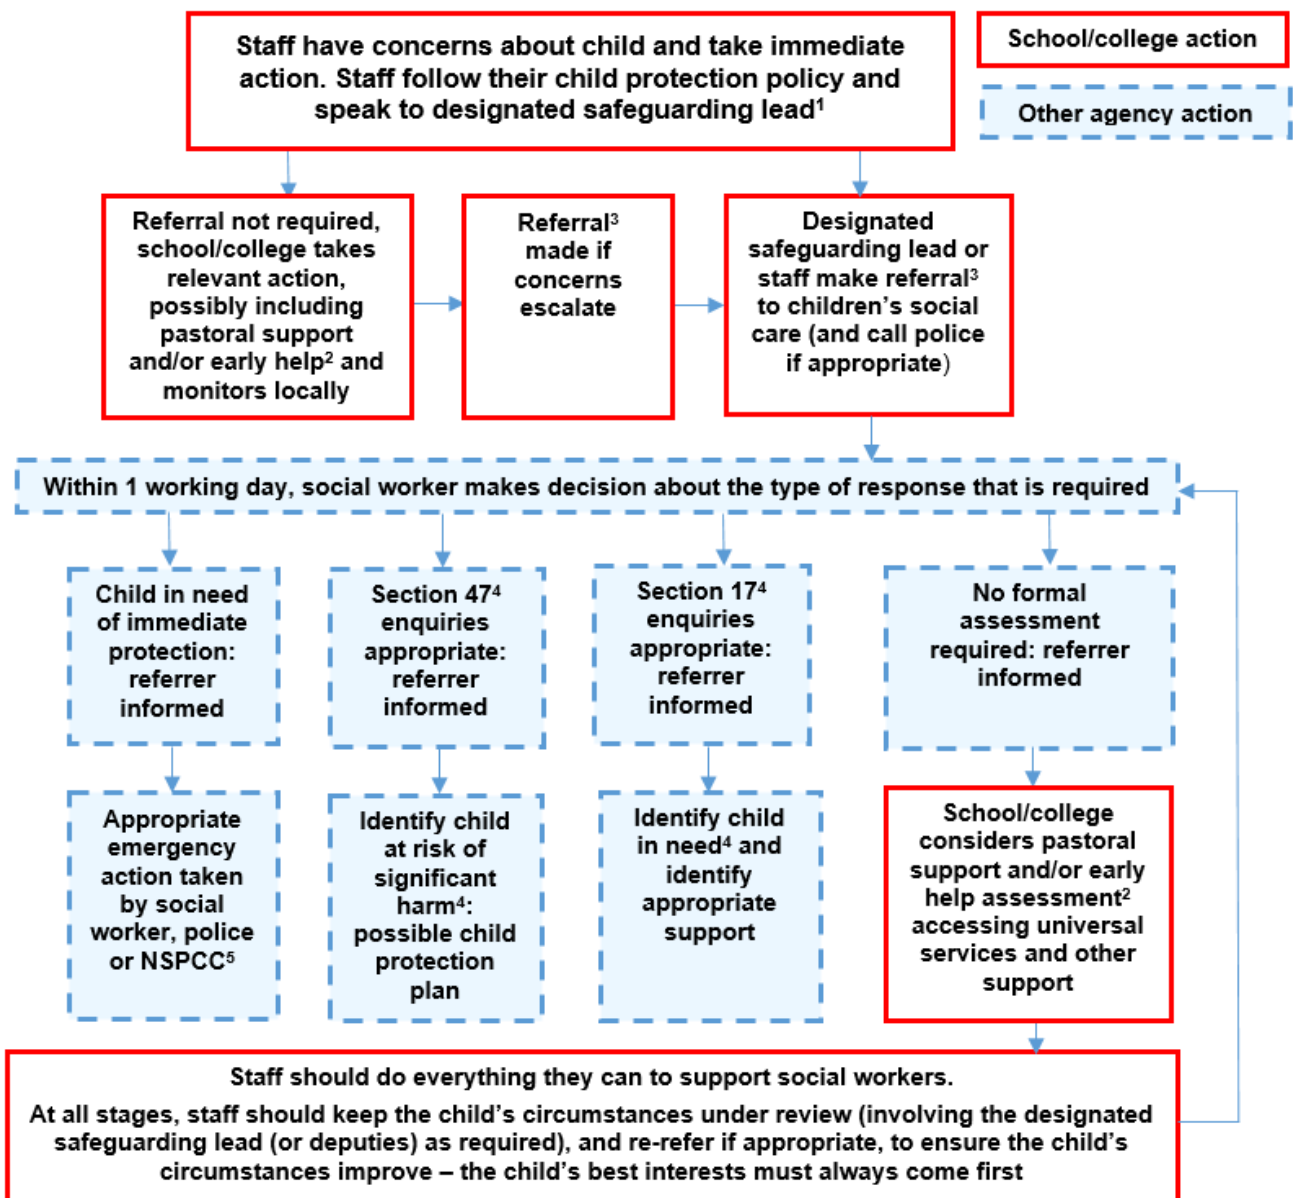 Staff have concerns about child and take immediate
action. Staff follow their child protection policy and
speak to designated safeguarding lead¹
School/college action
Other agency action
Referral not required,
school/college takes
relevant action,
possibly including
pastoral support
and/or early help² and
monitors locally
Referral³
made if
concerns
escalate
Designated
safeguarding lead or
staff make referral³
to children's social
care (and call police
if appropriate)
Within 1 working day, social worker makes decision about the type of response that is required
Child in need
of immediate
protection:
referrer
informed
Section 47⁴
enquiries
appropriate:
referrer
informed
Section 17⁴
enquiries
appropriate:
referrer
informed
No formal
assessment
required: referrer
informed
Appropriate
emergency
action taken
by social
worker, police
or NSPCC⁵
Identify child
at risk of
significant
harm⁴:
possible child
protection
plan
Identify child
in need⁴ and
identify
appropriate
support
School/college
considers pastoral
support and/or early
help assessment²
accessing universal
services and other
support
Staff should do everything they can to support social workers.
At all stages, staff should keep the child's circumstances under review (involving the designated
safeguarding lead (or deputies) as required), and re-refer if appropriate, to ensure the child's
circumstances improve – the child's best interests must always come first